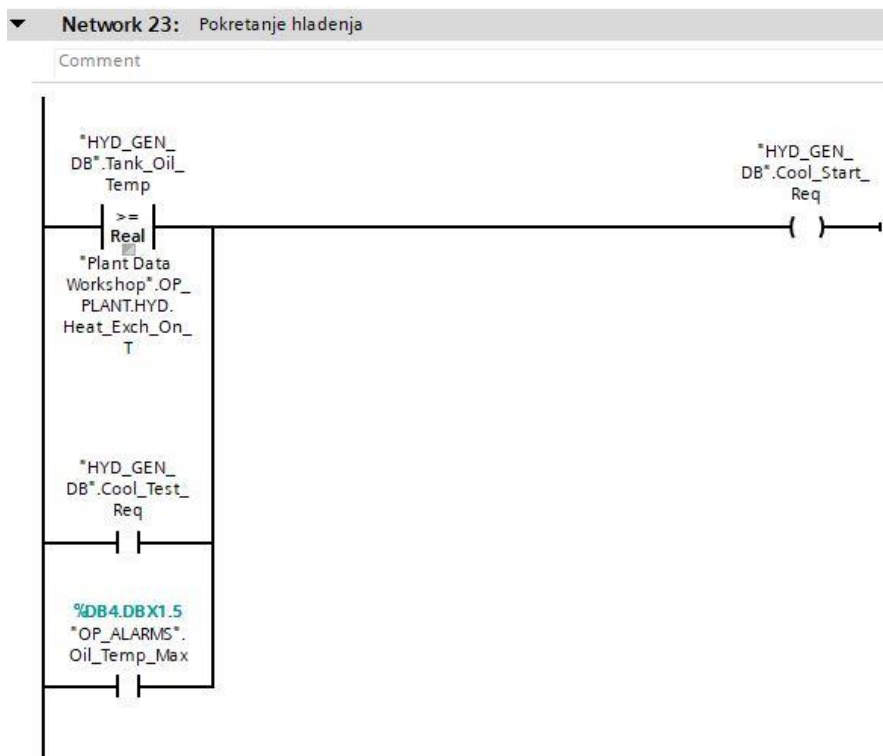 Network 23: Pokretanje hladenja
Comment
"HYD_GEN_
DB".Tank_Oil_
Temp
>=
Real
"Plant Data
Workshop".OP_
PLANT.HYD.
Heat_Exch_On_
T
"HYD_GEN_
DB".Cool_Start_
Req
"HYD_GEN_
DB".Cool_Test_
Req
%DB4.DBX1.5
"OP_ALARMS".
Oil_Temp_Max